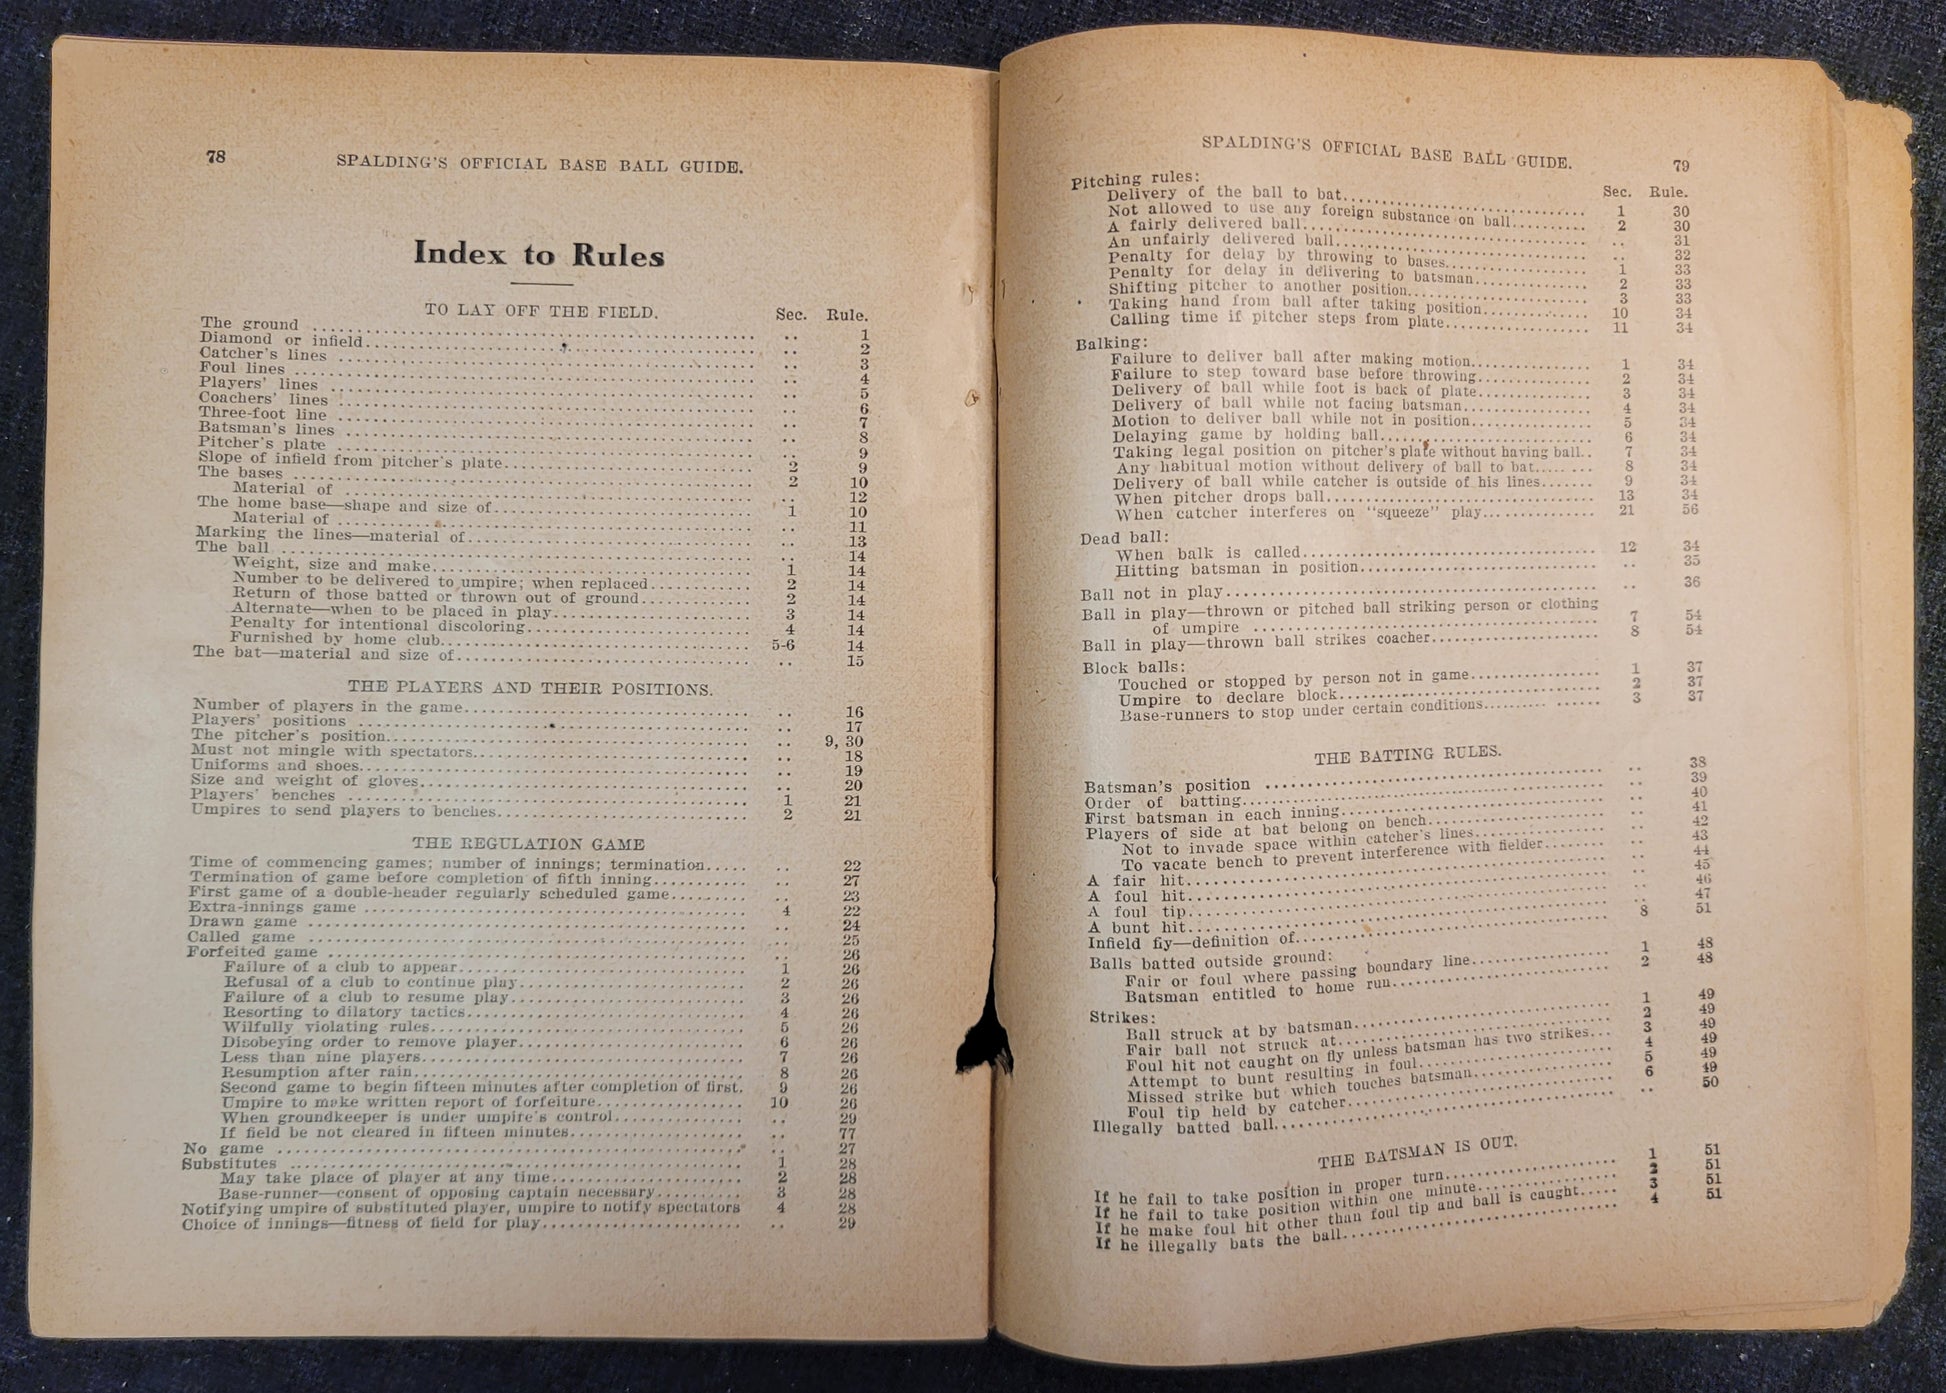 78 SPALDING'S OFFICIAL BASE BALL GUIDE.
Index to Rules
TO LAY OFF THE FIELD.
Sec. Rule.
The ground .... .. 1
Diamond or infield.... .. 2
Catcher's lines .... .. 3
Foul lines .... .. 4
Players' lines .... .. 5
Coachers' lines .... .. 6
Three-foot line .... .. 7
Batsman's lines .... .. 8
Pitcher's plate .... .. 9
Slope of infield from pitcher's plate.... 2 9
The bases .... 2 10
Material of .... .. 12
The home base—shape and size of.... 1 10
Material of .... .. 11
Marking the lines—material of.... .. 13
The ball .... .. 14
Weight, size and make.... 1 14
Number to be delivered to umpire; when replaced.... 2 14
Return of those batted or thrown out of ground.... 2 14
Alternate—when to be placed in play.... 3 14
Penalty for intentional discoloring.... 4 14
Furnished by home club.... 5-6 14
The bat—material and size of.... .. 15
THE PLAYERS AND THEIR POSITIONS.
Number of players in the game.... .. 16
Players' positions .... .. 17
The pitcher's position.... .. 9, 30
Must not mingle with spectators.... .. 18
Uniforms and shoes.... .. 19
Size and weight of gloves.... .. 20
Players' benches .... 1 21
Umpires to send players to benches.... 2 21
THE REGULATION GAME
Time of commencing games; number of innings; termination.... .. 22
Termination of game before completion of fifth inning.... .. 27
First game of a double-header regularly scheduled game.... .. 23
Extra-innings game .... 4 22
Drawn game .... .. 24
Called game .... .. 25
Forfeited game .... .. 26
Failure of a club to appear.... 1 26
Refusal of a club to continue play.... 2 26
Failure of a club to resume play.... 3 26
Resorting to dilatory tactics.... 4 26
Wilfully violating rules.... 5 26
Disobeying order to remove player.... 6 26
Less than nine players.... 7 26
Resumption after rain.... 8 26
Second game to begin fifteen minutes after completion of first. 9 26
Umpire to make written report of forfeiture.... 10 26
When groundkeeper is under umpire's control.... .. 29
If field be not cleared in fifteen minutes.... .. 77
No game .... .. 27
Substitutes .... 1 28
May take place of player at any time.... 2 28
Base-runner—consent of opposing captain necessary.... 3 28
Notifying umpire of substituted player, umpire to notify spectators 4 28
Choice of innings—fitness of field for play.... .. 29
SPALDING'S OFFICIAL BASE BALL GUIDE. 79
Pitching rules: Sec. Rule.
Delivery of the ball to bat.... 1 30
Not allowed to use any foreign substance on ball.... 2 30
A fairly delivered ball.... .. 31
An unfairly delivered ball.... .. 32
Penalty for delay by throwing to bases.... 1 33
Penalty for delay in delivering to batsman.... 2 33
Shifting pitcher to another position.... 3 33
Taking hand from ball after taking position.... 10 34
Calling time if pitcher steps from plate.... 11 34
Balking:
Failure to deliver ball after making motion.... 1 34
Failure to step toward base before throwing.... 2 34
Delivery of ball while foot is back of plate.... 3 34
Delivery of ball while not facing batsman.... 4 34
Motion to deliver ball while not in position.... 5 34
Delaying game by holding ball.... 6 34
Taking legal position on pitcher's plate without having ball.. 7 34
Any habitual motion without delivery of ball to bat.... 8 34
Delivery of ball while catcher is outside of his lines.... 9 34
When pitcher drops ball.... 13 34
When catcher interferes on "squeeze" play.... 21 56
Dead ball:
When balk is called.... 12 34
Hitting batsman in position.... .. 35
Ball not in play.... .. 36
Ball in play—thrown or pitched ball striking person or clothing
of umpire .... 7 54
Ball in play—thrown ball strikes coacher.... 8 54
Block balls:
Touched or stopped by person not in game.... 1 37
Umpire to declare block.... 2 37
Base-runners to stop under certain conditions.... 3 37
THE BATTING RULES.
Batsman's position .... .. 38
Order of batting.... .. 39
First batsman in each inning.... .. 40
Players of side at bat belong on bench.... .. 41
Not to invade space within catcher's lines.... .. 42
To vacate bench to prevent interference with fielder.... .. 43
A fair hit.... .. 44
A foul hit.... .. 45
A foul tip.... .. 46
A bunt hit.... .. 47
Infield fly—definition of.... 8 51
Balls batted outside ground:
Fair or foul where passing boundary line.... 1 48
Batsman entitled to home run.... 2 48
Strikes:
Ball struck at by batsman.... 1 49
Fair ball not struck at.... 2 49
Foul hit not caught on fly unless batsman has two strikes... 3 49
Attempt to bunt resulting in foul.... 4 49
Missed strike but which touches batsman.... 5 49
Foul tip held by catcher.... 6 49
Illegally batted ball.... .. 50
THE BATSMAN IS OUT.
If he fail to take position in proper turn.... 1 51
If he fail to take position within one minute.... 2 51
If he make foul hit other than foul tip and ball is caught.... 3 51
If he illegally bats the ball.... 4 51